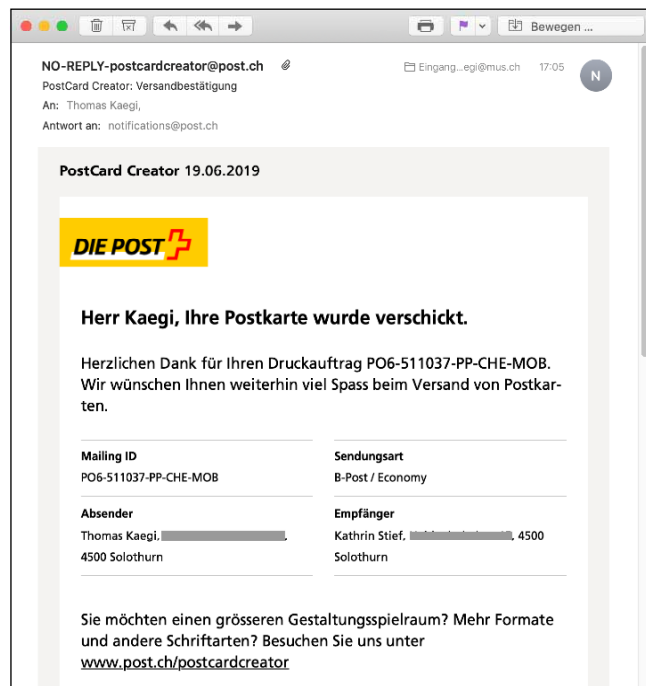 Bewegen ...
NO-REPLY-postcardcreator@post.ch
Eingang...egi@mus.ch 17:05
N
PostCard Creator: Versandbestätigung
An: Thomas Kaegi,
Antwort an: notifications@post.ch
PostCard Creator 19.06.2019
DIE POST
Herr Kaegi, Ihre Postkarte wurde verschickt.
Herzlichen Dank für Ihren Druckauftrag PO6-511037-PP-CHE-MOB.
Wir wünschen Ihnen weiterhin viel Spass beim Versand von Postkar-
ten.
Mailing ID
PO6-511037-PP-CHE-MOB
Sendungsart
B-Post / Economy
Absender
Thomas Kaegi, ,
4500 Solothurn
Empfänger
Kathrin Stief, , 4500
Solothurn
Sie möchten einen grösseren Gestaltungsspielraum? Mehr Formate
und andere Schriftarten? Besuchen Sie uns unter
www.post.ch/postcardcreator